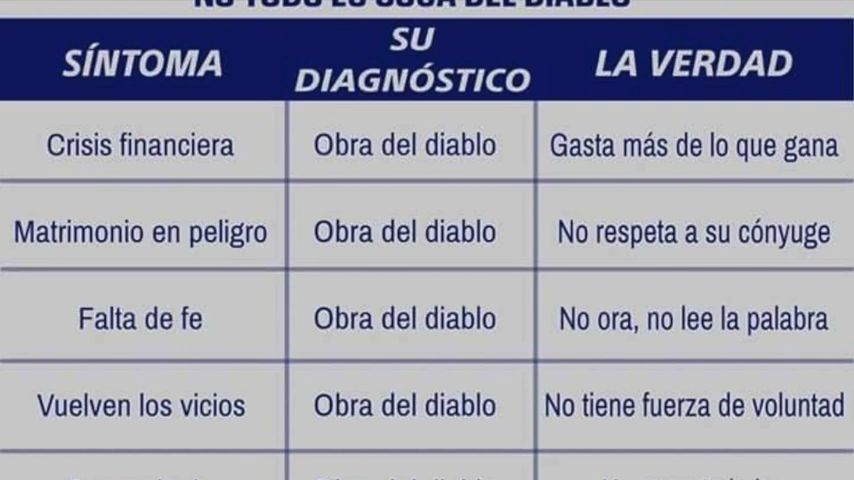 SÍNTOMA
SU
DIAGNÓSTICO
LA VERDAD
Crisis financiera
Obra del diablo
Gasta más de lo que gana
Matrimonio en peligro
Obra del diablo
No respeta a su cónyuge
Falta de fe
Obra del diablo
No ora, no lee la palabra
Vuelven los vicios
Obra del diablo
No tiene fuerza de voluntad